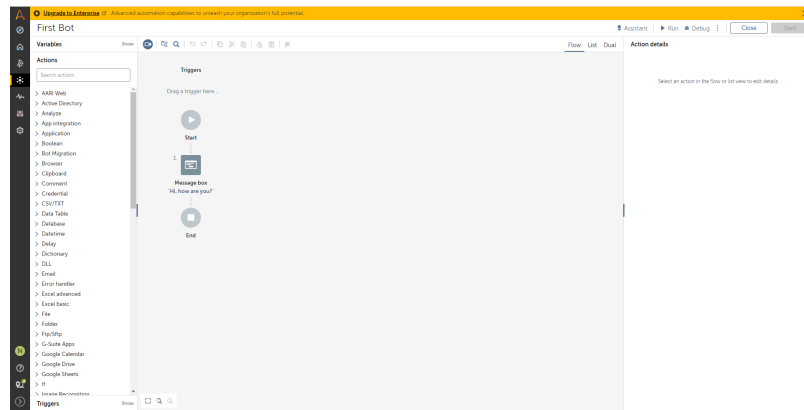 Upgrade to Enterprise Advanced automation capabilities to unleash your organization's full potential.
First Bot
Assistant Run Debug Close Save
Variables Show
Flow List Dual
Action details
Actions
Search actions
Select an action in the flow or list view to edit details
AARI Web
Active Directory
Analyze
App integration
Application
Boolean
Bot Migration
Browser
Clipboard
Comment
Credential
CSV/TXT
Data Table
Database
Datetime
Delay
Dictionary
DLL
Email
Error handler
Excel advanced
Excel basic
File
Folder
Ftp/Sftp
G-Suite Apps
Google Calendar
Google Drive
Google Sheets
If
Image Recognition
Triggers Show
Triggers
Drag a trigger here...
Start
1.
Message box
"Hi, how are you?"
End
N